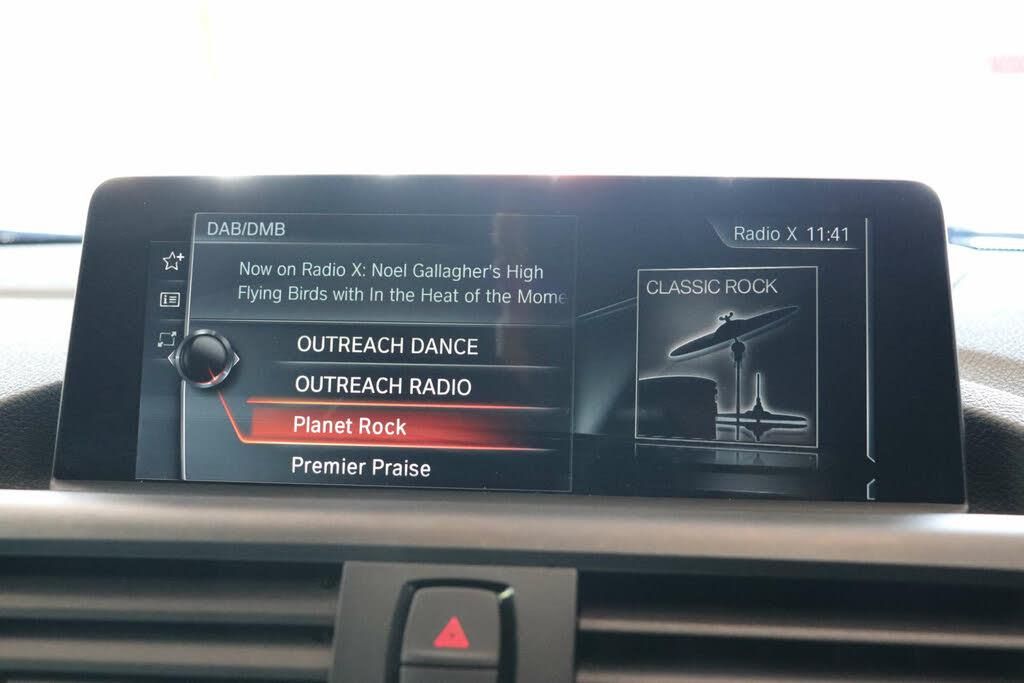 DAB/DMB
Radio X 11:41
Now on Radio X: Noel Gallagher's High
Flying Birds with In the Heat of the Mome
CLASSIC ROCK
OUTREACH DANCE
OUTREACH RADIO
Planet Rock
Premier Praise